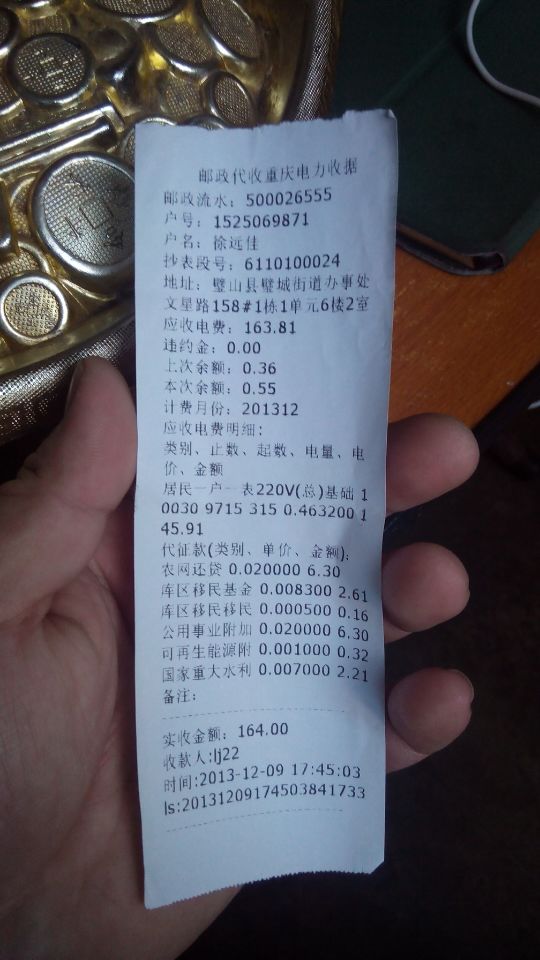 邮政代收重庆电力收据
邮政流水：500026555
户号：1525069871
户名：徐远佳
抄表段号：6110100024
地址：璧山县璧城街道办事处
文星路158#1栋1单元6楼2室
应收电费：163.81
违约金：0.00
上次余额：0.36
本次余额：0.55
计费月份：201312
应收电费明细：
类别、止数、起数、电量、电
价、金额
居民一户一表220V(总)基础 1
0030 9715 315 0.463200 1
45.91
代征款(类别、单价、金额)：
农网还贷 0.020000 6.30
库区移民基金 0.008300 2.61
库区移民移民 0.000500 0.16
公用事业附加 0.020000 6.30
可再生能源附 0.001000 0.32
国家重大水利 0.007000 2.21
备注：
实收金额：164.00
收款人:lj22
时间:2013-12-09 17:45:03
ls:20131209174503841733